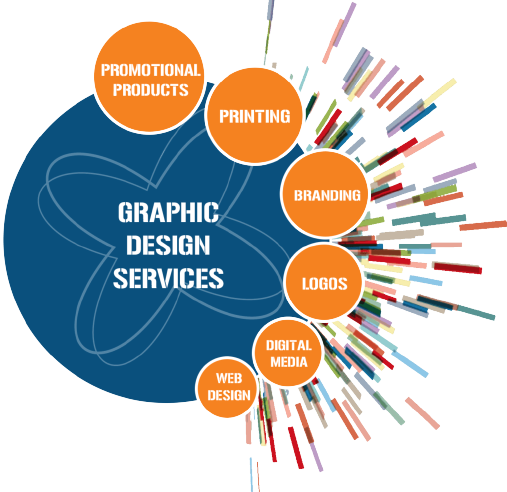 PROMOTIONAL
PRODUCTS
PRINTING
BRANDING
GRAPHIC
DESIGN
SERVICES
LOGOS
DIGITAL
MEDIA
WEB
DESIGN